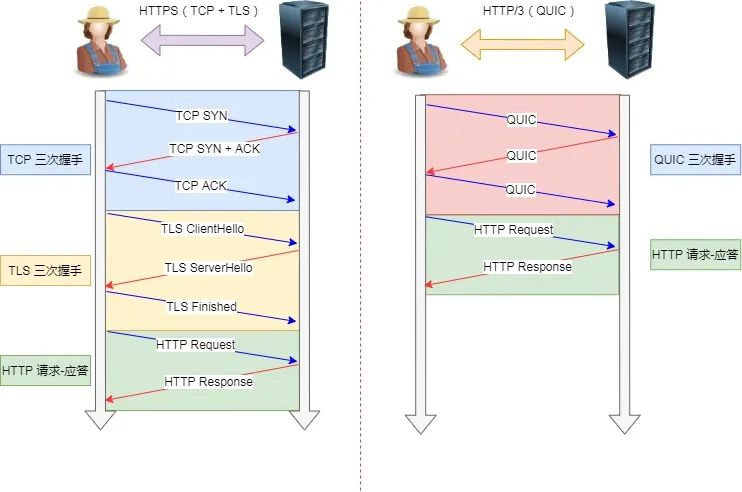 HTTPS（TCP + TLS）
TCP SYN
TCP SYN + ACK
TCP 三次握手
TCP ACK
TLS ClientHello
TLS ServerHello
TLS 三次握手
TLS Finished
HTTP Request
HTTP 请求-应答
HTTP Response
HTTP/3（QUIC）
QUIC
QUIC
QUIC 三次握手
QUIC
HTTP Request
HTTP 请求-应答
HTTP Response